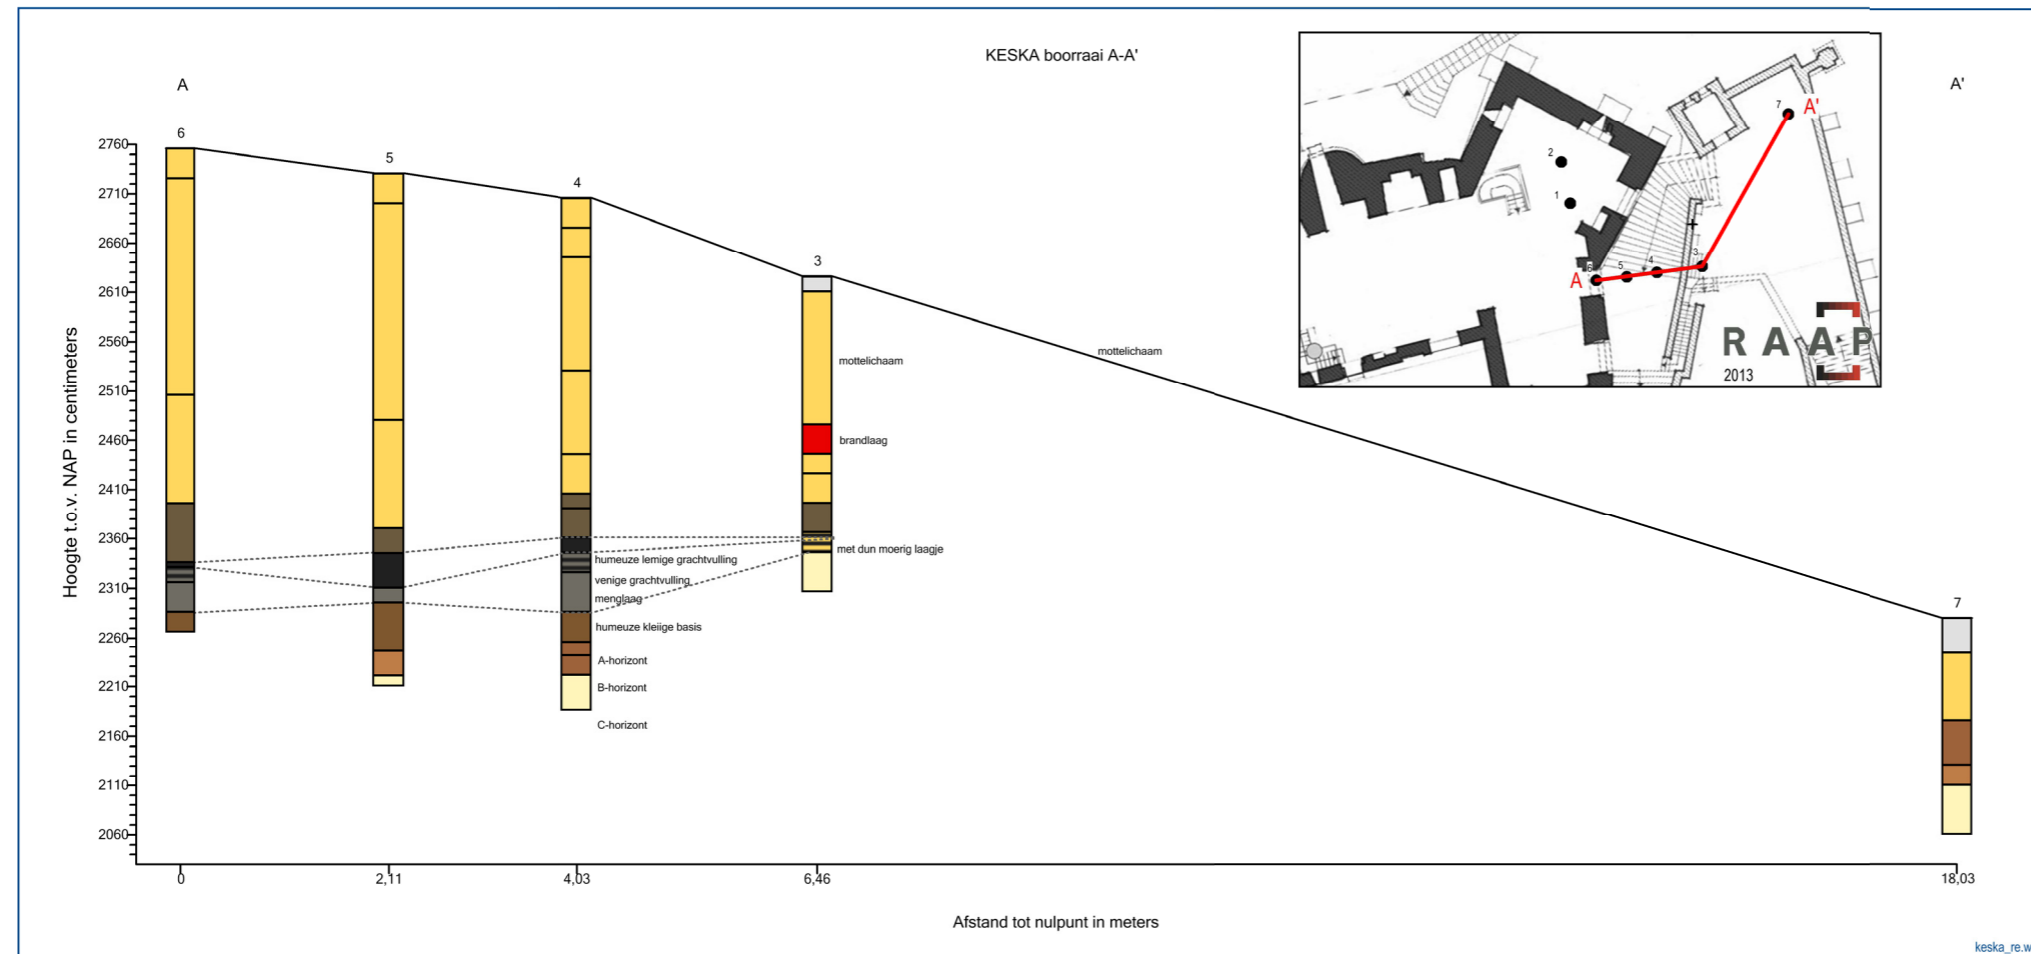 KESKA boorraai A-A'
A
A'
6
5
4
3
7
Hoogte t.o.v. NAP in centimeters
2760
2710
2660
2610
2560
2510
2460
2410
2360
2310
2260
2210
2160
2110
2060
mottelichaam
mottelichaam
brandlaag
met dun moerig laagje
humeuze lemige grachtvulling
venige grachtvulling
menglaag
humeuze kleiige basis
A-horizont
B-horizont
C-horizont
0
2,11
4,03
6,46
18,03
Afstand tot nulpunt in meters
7
A'
2
1
3
4
5
6
A
RAAP
2013
keska_re.w